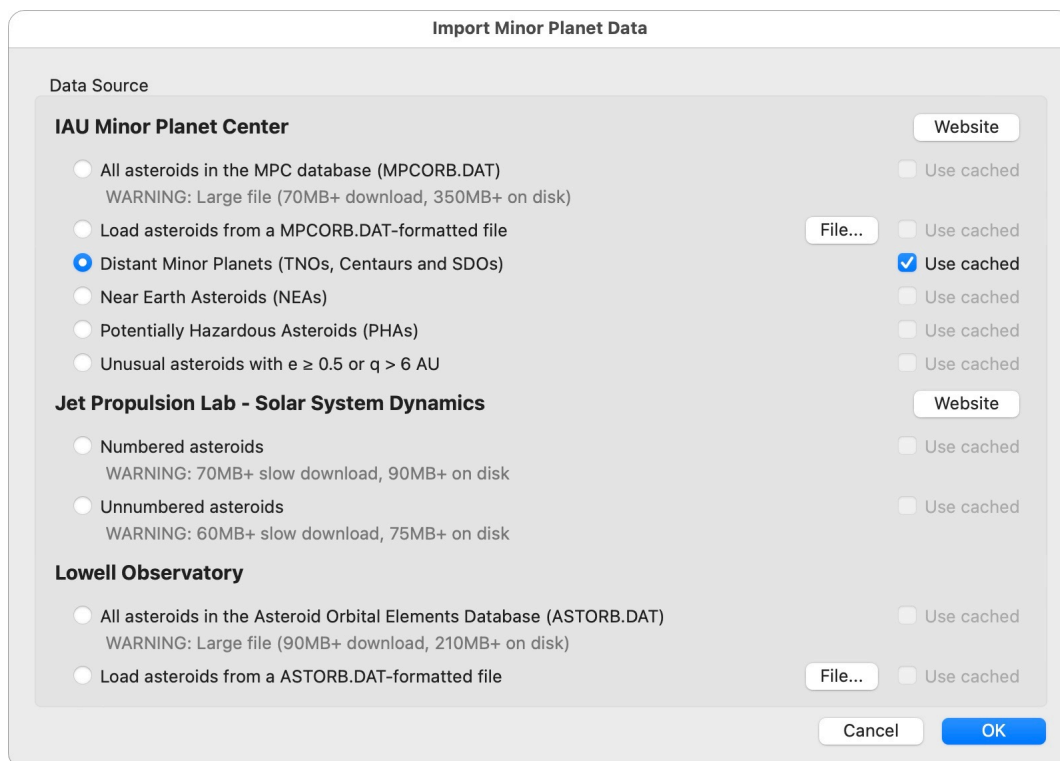 Import Minor Planet Data
Data Source
IAU Minor Planet Center Website
All asteroids in the MPC database (MPCORB.DAT) Use cached
WARNING: Large file (70MB+ download, 350MB+ on disk)
Load asteroids from a MPCORB.DAT-formatted file File... Use cached
Distant Minor Planets (TNOs, Centaurs and SDOs) Use cached
Near Earth Asteroids (NEAs) Use cached
Potentially Hazardous Asteroids (PHAs) Use cached
Unusual asteroids with e ≥ 0.5 or q > 6 AU Use cached
Jet Propulsion Lab - Solar System Dynamics Website
Numbered asteroids Use cached
WARNING: 70MB+ slow download, 90MB+ on disk
Unnumbered asteroids Use cached
WARNING: 60MB+ slow download, 75MB+ on disk
Lowell Observatory
All asteroids in the Asteroid Orbital Elements Database (ASTORB.DAT) Use cached
WARNING: Large file (90MB+ download, 210MB+ on disk)
Load asteroids from a ASTORB.DAT-formatted file File... Use cached
Cancel OK